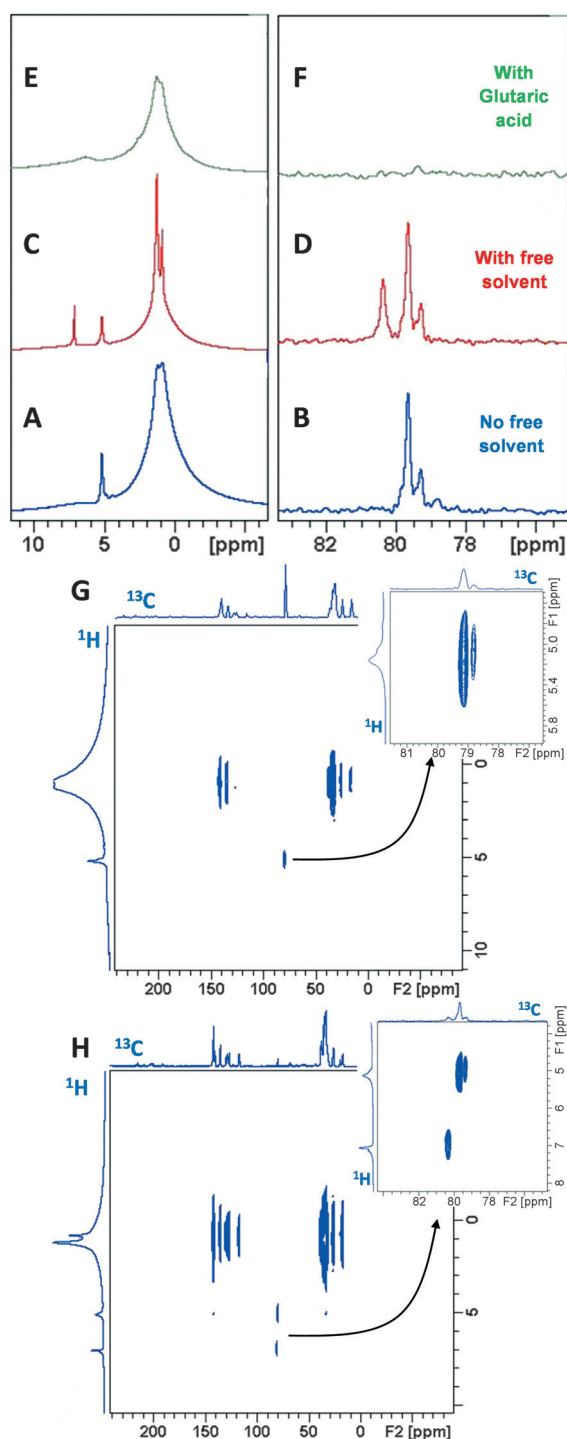 E
F
With
Glutaric
acid
C
D
With free
solvent
A
B
No free
solvent
10 5 0 [ppm]
82 80 78 [ppm]
G
13C
1H
13C
F1 [ppm]
5.0
5.4
5.8
1H
81 80 79 78 F2 [ppm]
0
5
10
200 150 100 50 0 F2 [ppm]
H
13C
1H
13C
F1 [ppm]
5
6
7
8
1H
82 80 78 F2 [ppm]
0
5
200 150 100 50 0 F2 [ppm]